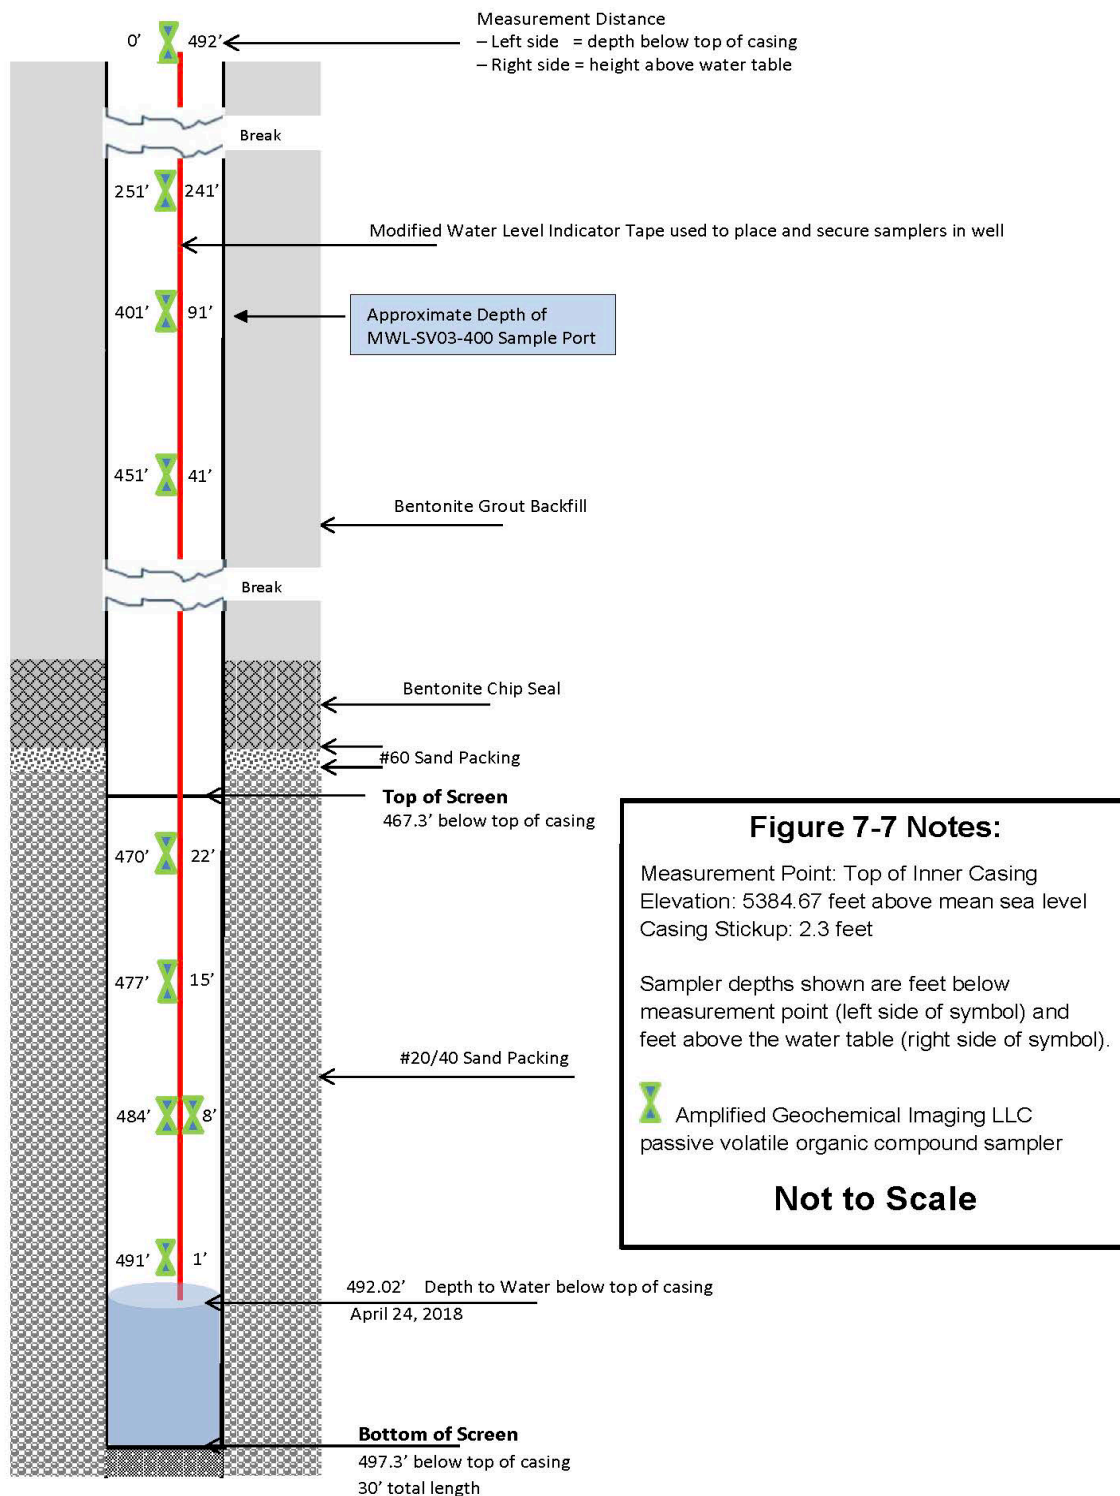 Measurement Distance
0’ 492’ – Left side = depth below top of casing
– Right side = height above water table
Break
251’ 241’
Modified Water Level Indicator Tape used to place and secure samplers in well
401’ 91’
Approximate Depth of
MWL-SV03-400 Sample Port
451’ 41’
Bentonite Grout Backfill
Break
Bentonite Chip Seal
#60 Sand Packing
Top of Screen
467.3’ below top of casing
470’ 22’
477’ 15’
#20/40 Sand Packing
484’ 8’
491’ 1’
492.02’ Depth to Water below top of casing
April 24, 2018
Bottom of Screen
497.3’ below top of casing
30’ total length
Figure 7-7 Notes:
Measurement Point: Top of Inner Casing
Elevation: 5384.67 feet above mean sea level
Casing Stickup: 2.3 feet
Sampler depths shown are feet below
measurement point (left side of symbol) and
feet above the water table (right side of symbol).
Amplified Geochemical Imaging LLC
passive volatile organic compound sampler
Not to Scale